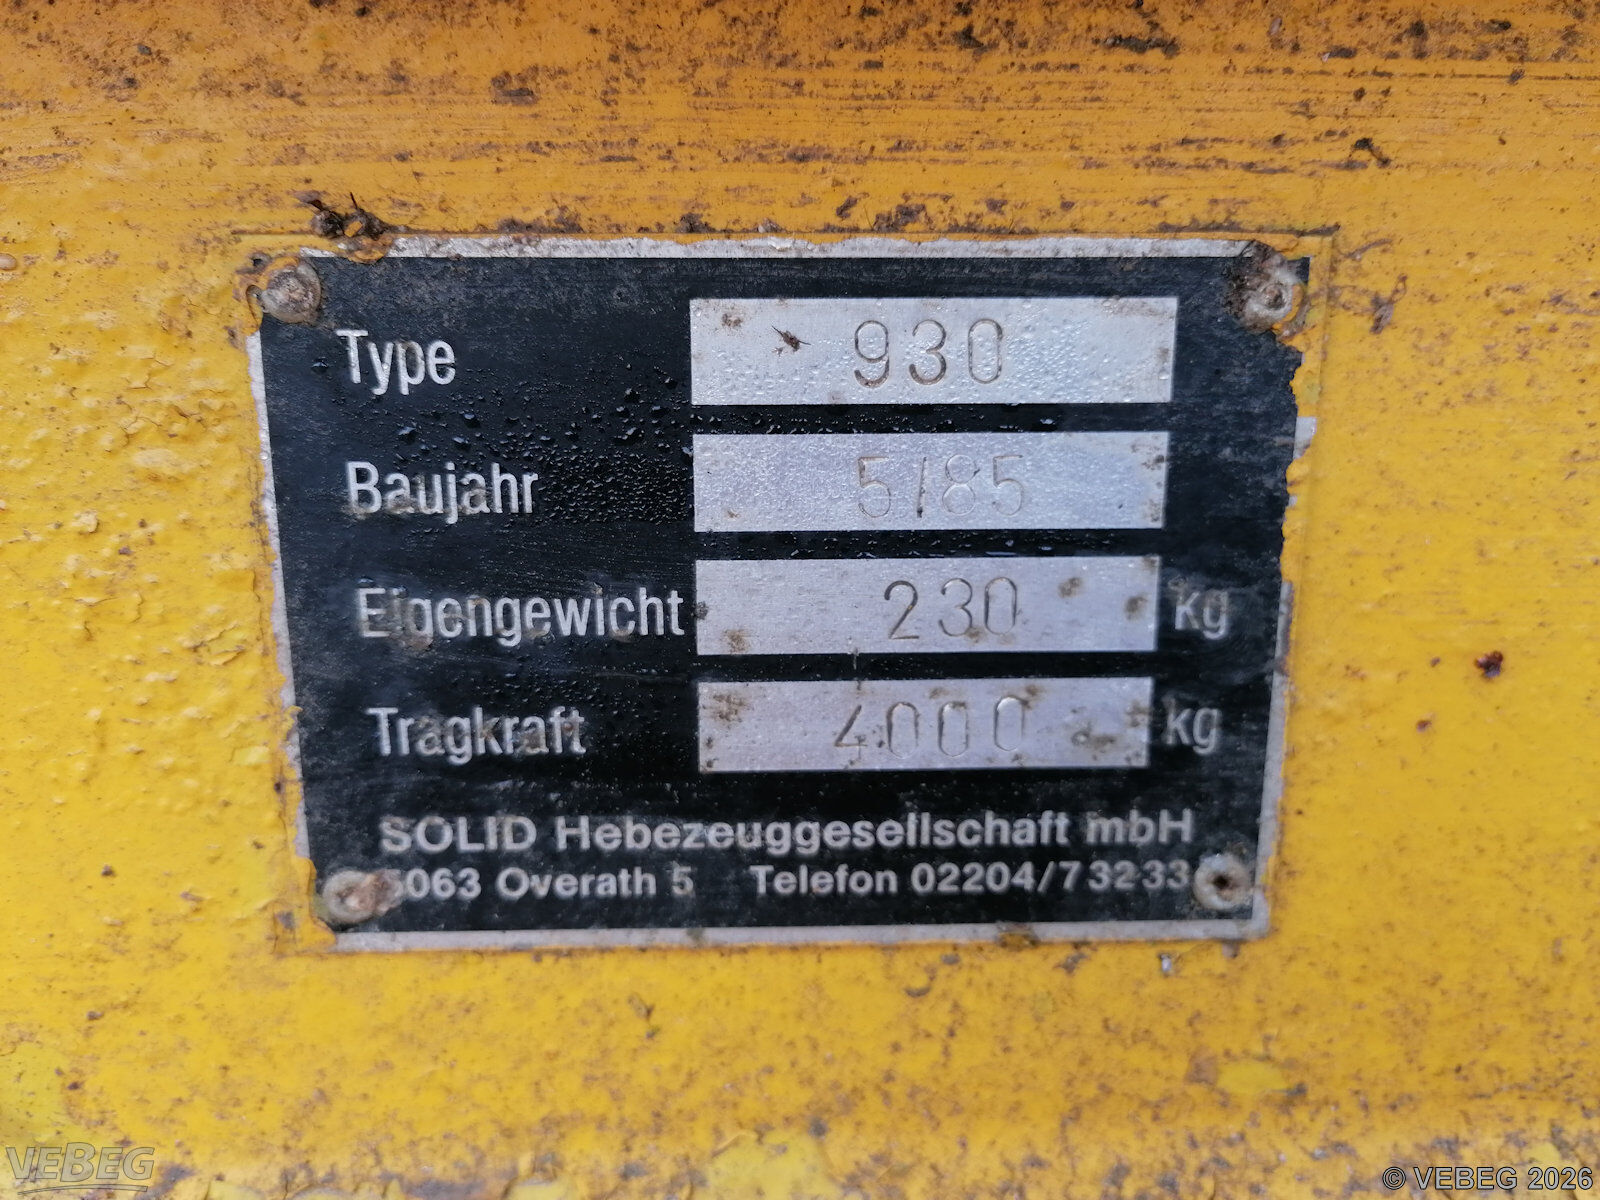 Type 930
Baujahr 5/85
Eigengewicht 230 kg
Tragkraft 4000 kg
SOLID Hebezeuggesellschaft mbH
5063 Overath 5 Telefon 02204/73233
VEBEG
© VEBEG 2026